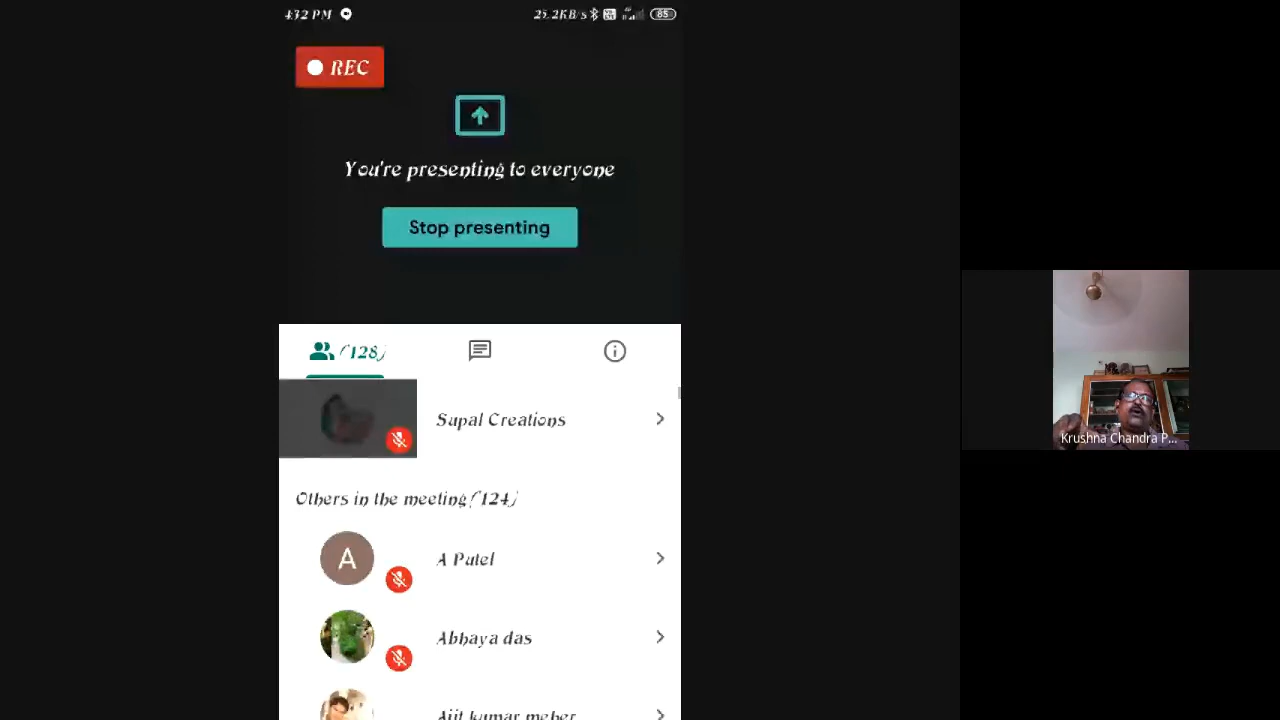 4:32 PM
25.2KB/s
85
REC
You're presenting to everyone
Stop presenting
(128)
Sapal Creations
Others in the meeting (124)
A
A Patel
Abhaya das
Ajit kumar meher
Krushna Chandra P...